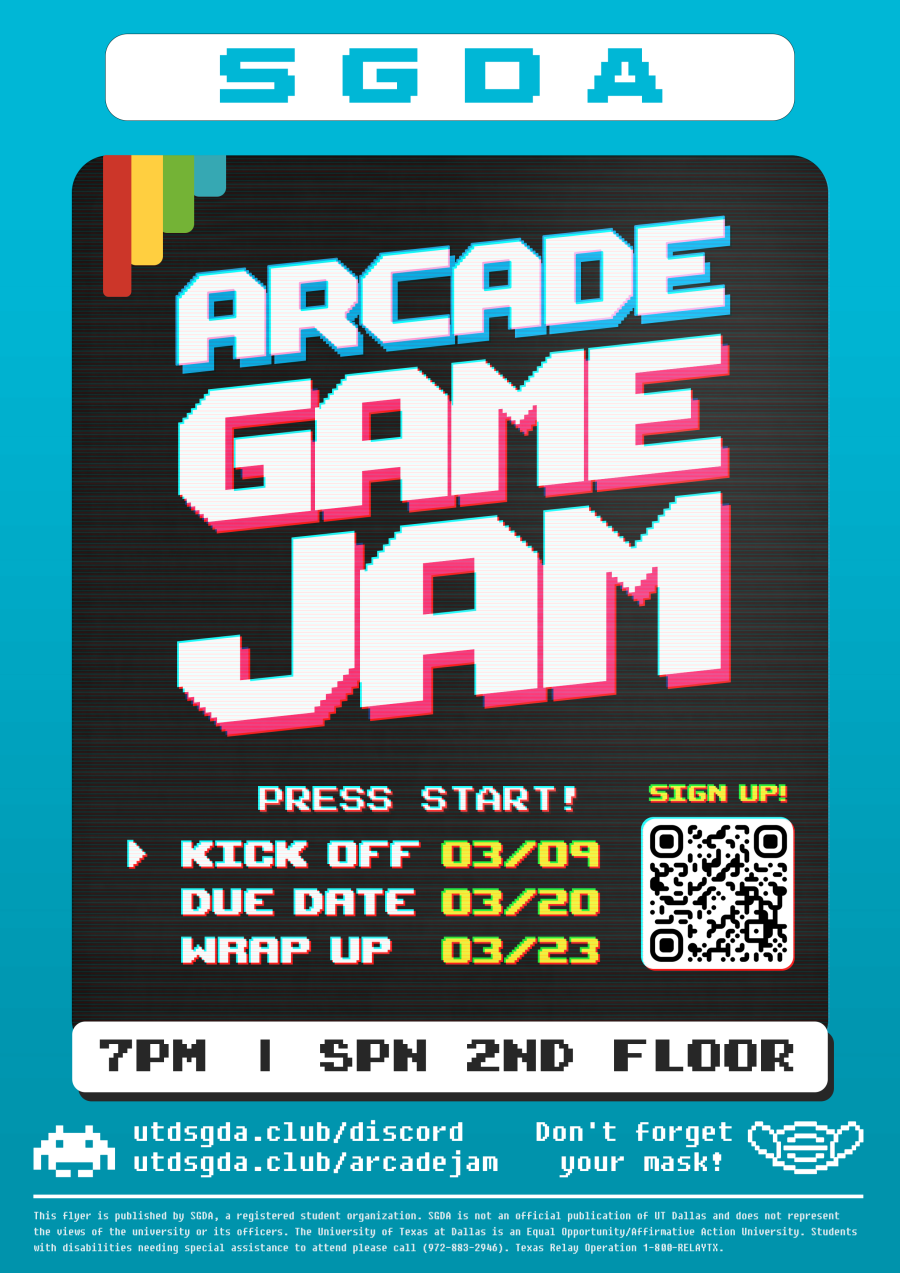 SGDA
ARCADE
GAME
JAM
PRESS START!
SIGN UP!
KICK OFF 03/09
DUE DATE 03/20
WRAP UP 03/23
7PM | SPN 2ND FLOOR
utdsgda.club/discord
utdsgda.club/arcadejam
Don't forget
your mask!
This flyer is published by SGDA, a registered student organization. SGDA is not an official publication of UT Dallas and does not represent
the views of the university or its officers. The University of Texas at Dallas is an Equal Opportunity/Affirmative Action University. Students
with disabilities needing special assistance to attend please call (972-883-2946). Texas Relay Operation 1-800-RELAYTX.